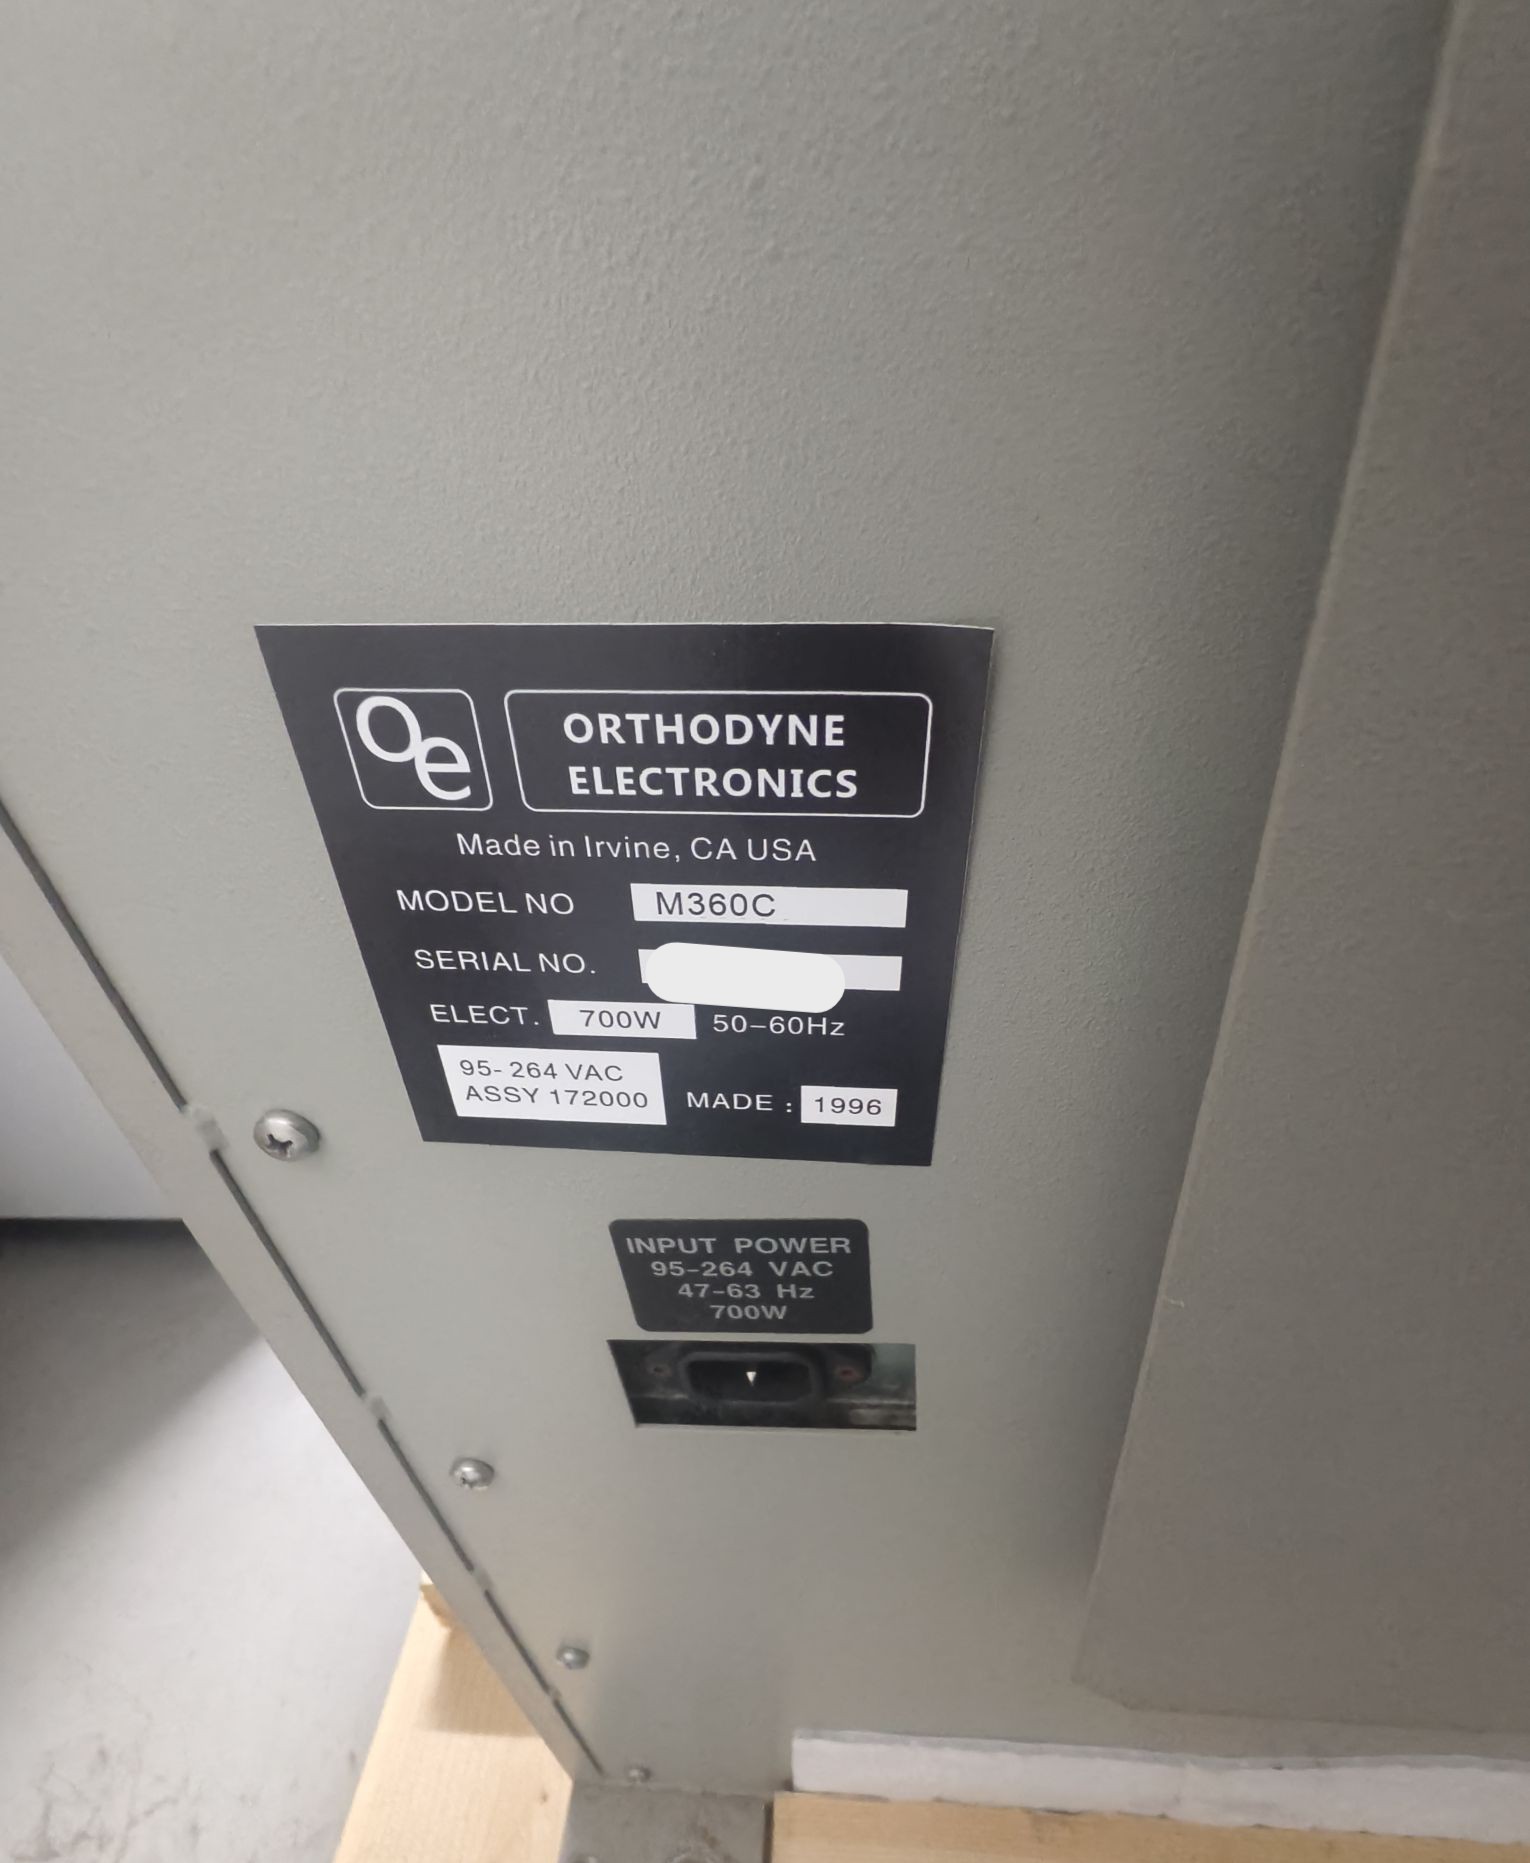 Oe
ORTHODYNE
ELECTRONICS
Made in Irvine, CA USA
MODEL NO M360C
SERIAL NO.
ELECT. 700W 50-60Hz
95-264 VAC
ASSY 172000 MADE : 1996
INPUT POWER
95-264 VAC
47-63 Hz
700W